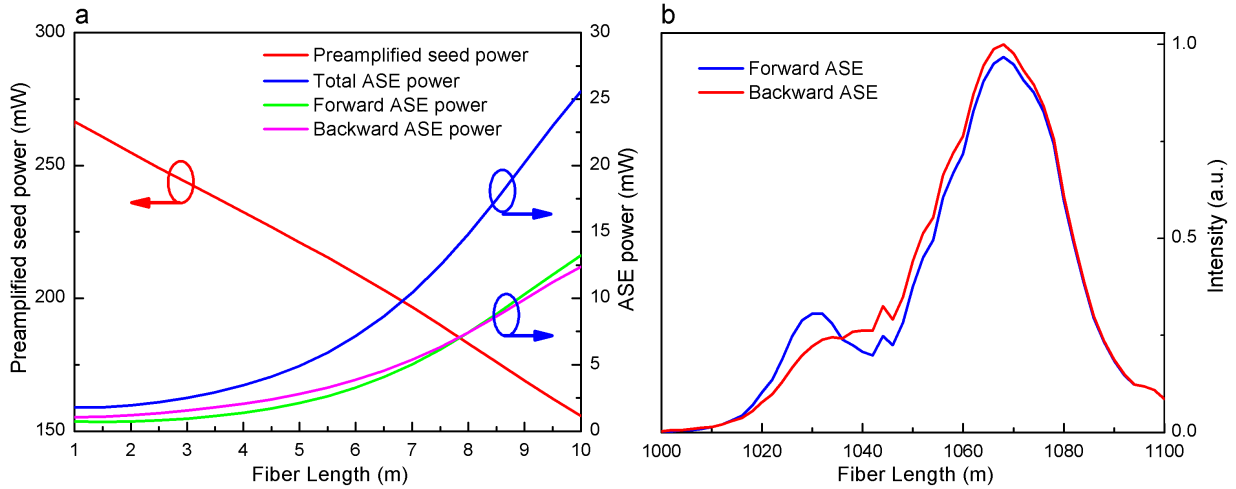 a
300
250
200
150
Preamplified seed power (mW)
Preamplified seed power
Total ASE power
Forward ASE power
Backward ASE power
30
25
20
15
10
5
0
ASE power (mW)
1 2 3 4 5 6 7 8 9 10
Fiber Length (m)
b
Forward ASE
Backward ASE
1.0
0.5
0.0
Intensity (a.u.)
1000 1020 1040 1060 1080 1100
Fiber Length (m)